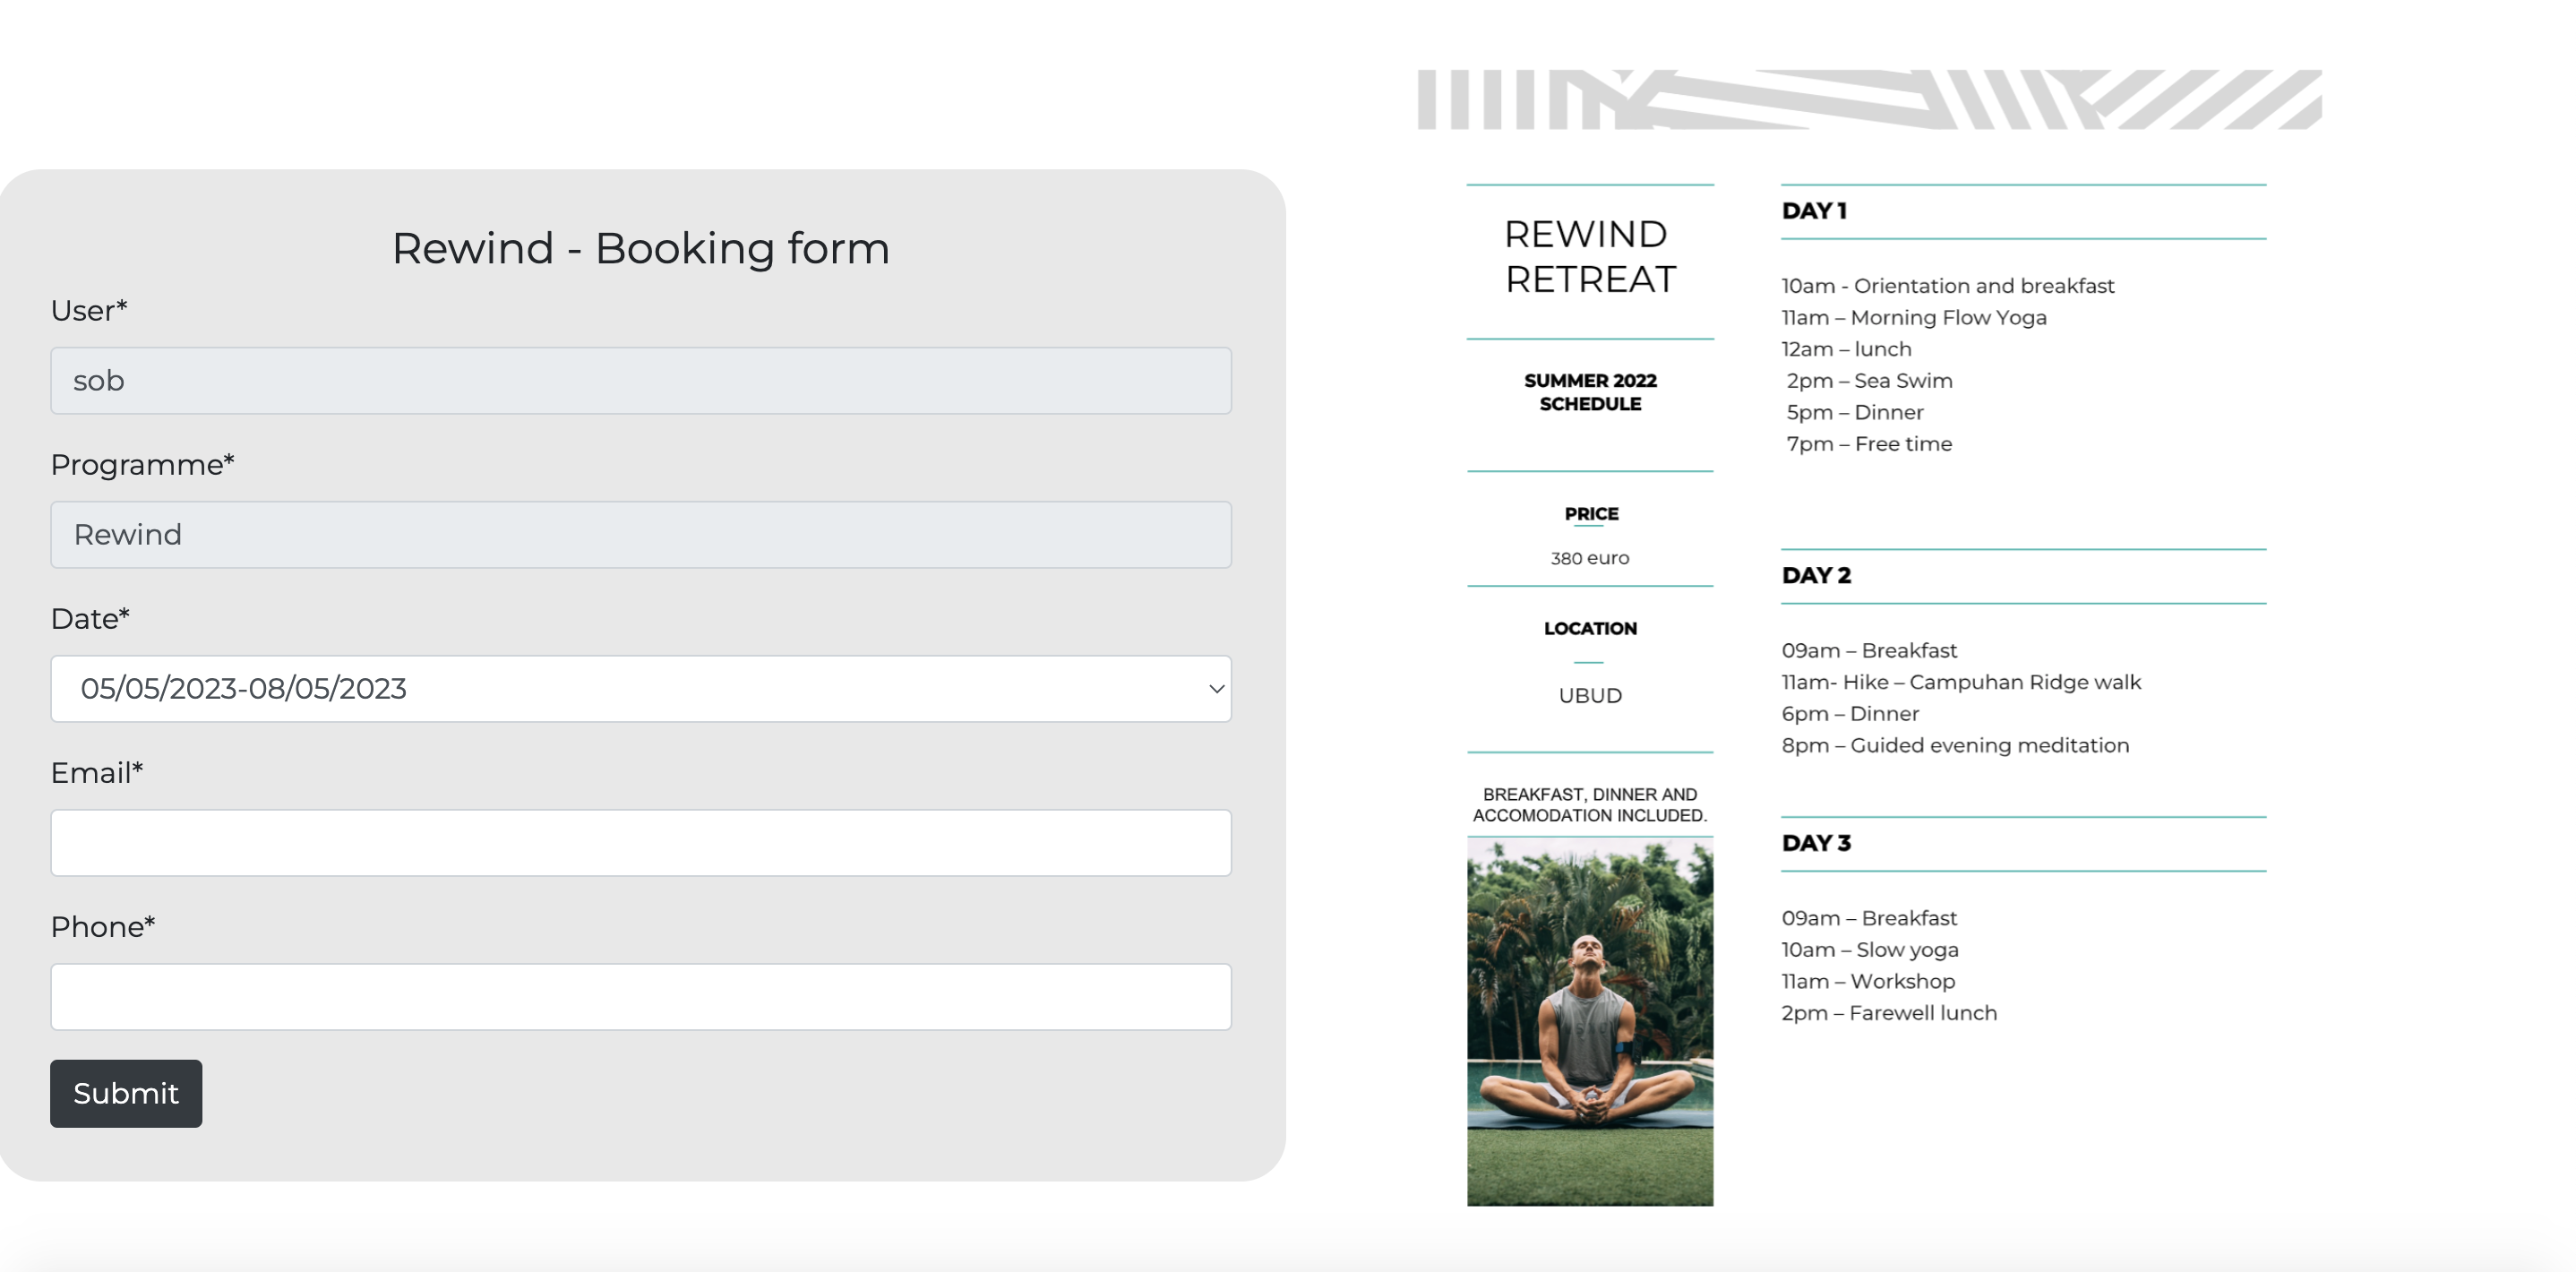 Rewind - Booking form
User*
sob
Programme*
Rewind
Date*
05/05/2023-08/05/2023
Email*
Phone*
Submit
REWIND
RETREAT
SUMMER 2022
SCHEDULE
PRICE
380 euro
LOCATION
UBUD
BREAKFAST, DINNER AND
ACCOMODATION INCLUDED.
DAY 1
10am - Orientation and breakfast
11am – Morning Flow Yoga
12am – lunch
2pm – Sea Swim
5pm – Dinner
7pm – Free time
DAY 2
09am – Breakfast
11am- Hike – Campuhan Ridge walk
6pm – Dinner
8pm – Guided evening meditation
DAY 3
09am – Breakfast
10am – Slow yoga
11am – Workshop
2pm – Farewell lunch